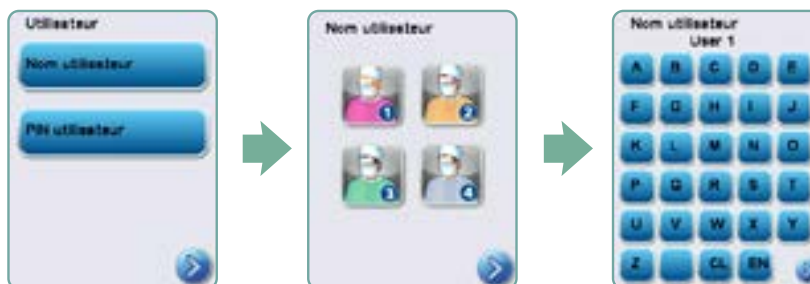 Utilisateur
Nom utilisateur
PIN utilisateur
Nom utilisateur
1
2
3
4
Nom utilisateur
User 1
A B C D E
F G H I J
K L M N O
P Q R S T
U V W X Y
Z CL EN